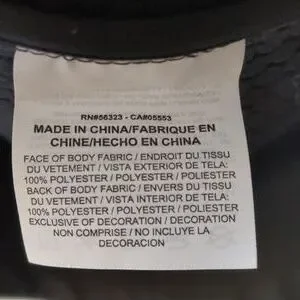 RN#56323 - CA#05553
MADE IN CHINA/FABRIQUE EN
CHINE/HECHO EN CHINA
FACE OF BODY FABRIC / ENDROIT DU TISSU
DU VETEMENT / VISTA EXTERIOR DE TELA:
100% POLYESTER / POLYESTER / POLIESTER
BACK OF BODY FABRIC / ENVERS DU TISSU
DU VETEMENT / VISTA INTERIOR DE TELA:
100% POLYESTER / POLYESTER / POLIESTER
EXCLUSIVE OF DECORATION / DECORATION
NON COMPRISE / NO INCLUYE LA
DECORACION